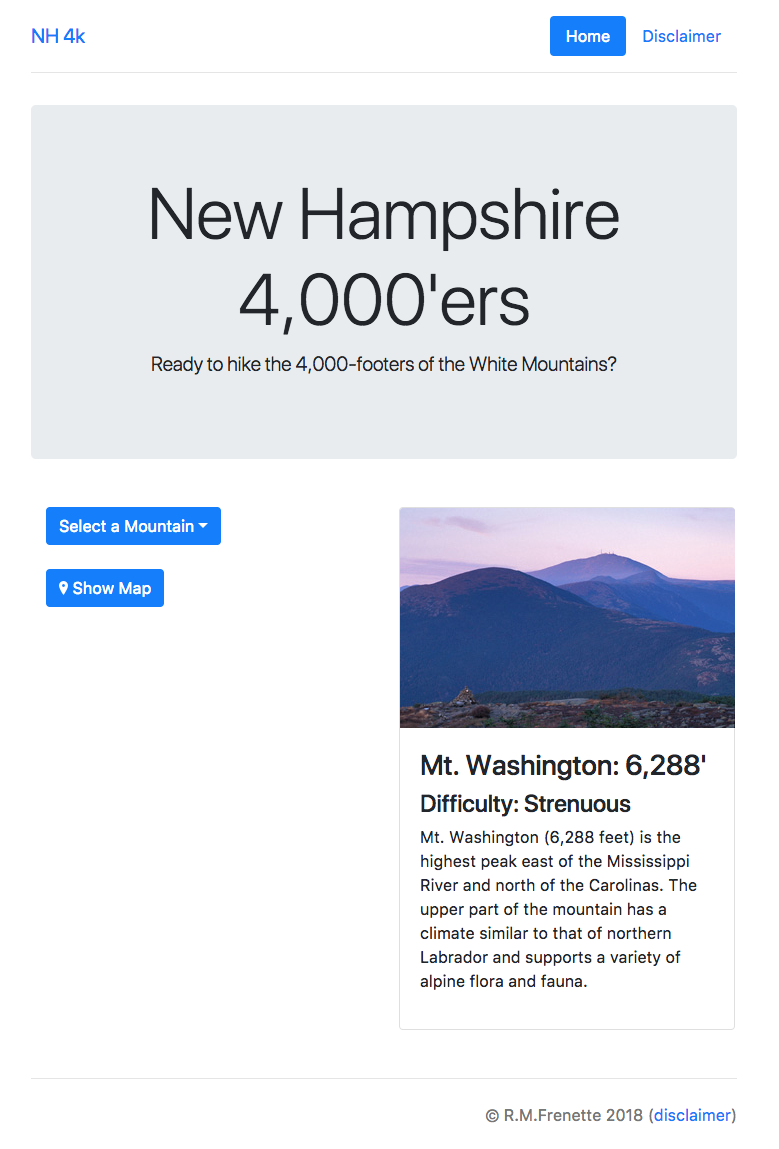 NH 4k
Home
Disclaimer
New Hampshire
4,000'ers
Ready to hike the 4,000-footers of the White Mountains?
Select a Mountain
Show Map
Mt. Washington: 6,288'
Difficulty: Strenuous
Mt. Washington (6,288 feet) is the
highest peak east of the Mississippi
River and north of the Carolinas. The
upper part of the mountain has a
climate similar to that of northern
Labrador and supports a variety of
alpine flora and fauna.
© R.M.Frenette 2018 (disclaimer)